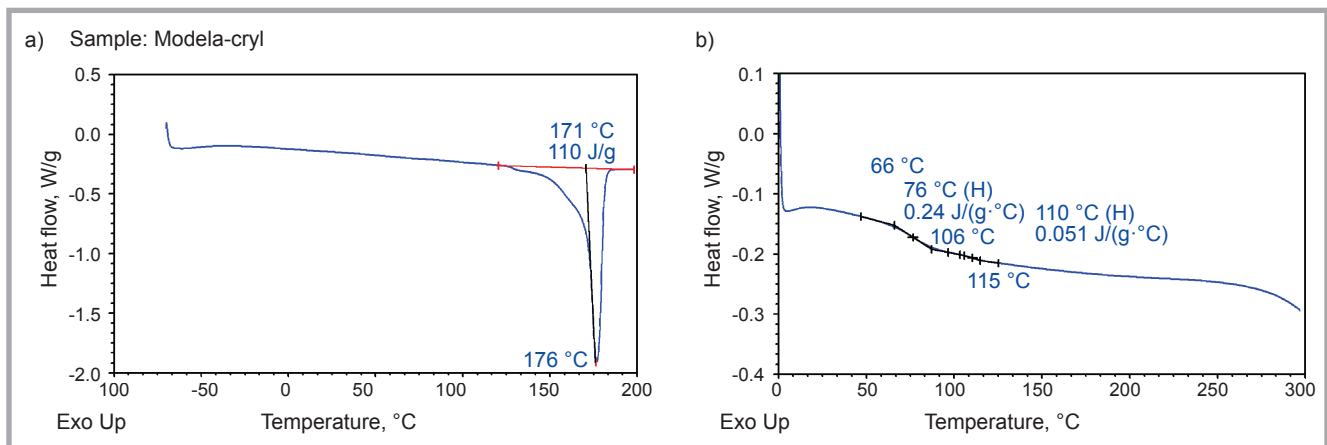 a) Sample: Modela-cryl
0.5
0.0
-0.5
-1.0
-1.5
-2.0
Heat flow, W/g
171 °C
110 J/g
176 °C
100 -50 0 50 100 150 200
Exo Up Temperature, °C
b)
0.1
0.0
-0.1
-0.2
-0.3
-0.4
Heat flow, W/g
66 °C
76 °C (H)
0.24 J/(g·°C)
106 °C
110 °C (H)
0.051 J/(g·°C)
115 °C
0 50 100 150 200 250 300
Exo Up Temperature, °C